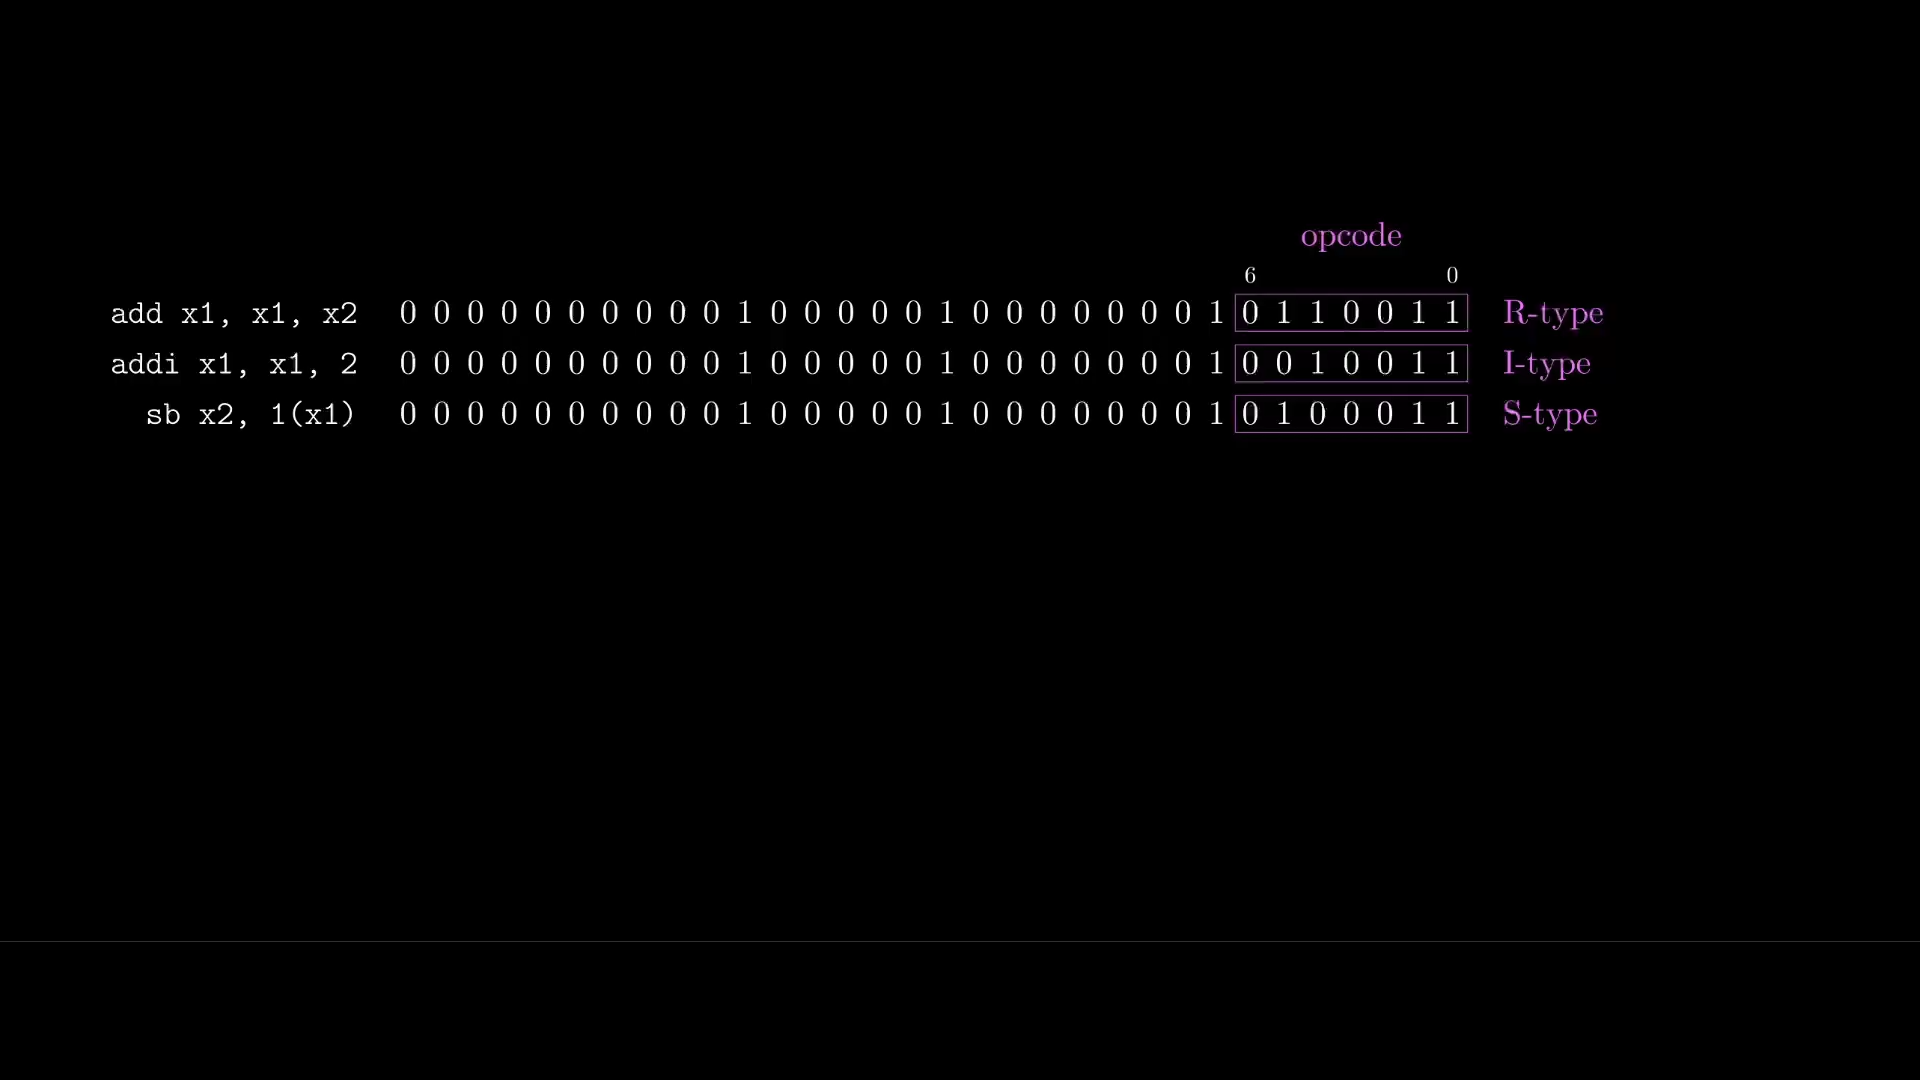 opcode
6 0
add x1, x1, x2 0 0 0 0 0 0 0 0 0 0 1 0 0 0 0 0 1 0 0 0 0 0 0 0 1 0 1 1 0 0 1 1 R-type
addi x1, x1, 2 0 0 0 0 0 0 0 0 0 0 1 0 0 0 0 0 1 0 0 0 0 0 0 0 1 0 0 1 0 0 1 1 I-type
sb x2, 1(x1) 0 0 0 0 0 0 0 0 0 0 1 0 0 0 0 0 1 0 0 0 0 0 0 0 1 0 1 0 0 0 1 1 S-type